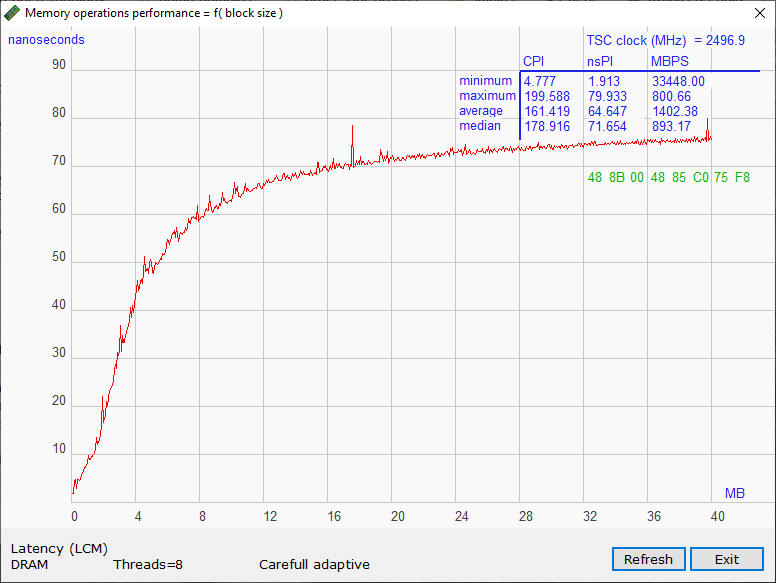 Memory operations performance = f( block size )
nanoseconds
TSC clock (MHz) = 2496.9
CPI nsPI MBPS
minimum 4.777 1.913 33448.00
maximum 199.588 79.933 800.66
average 161.419 64.647 1402.38
median 178.916 71.654 893.17
48 8B 00 48 85 C0 75 F8
90
80
70
60
50
40
30
20
10
MB
0 4 8 12 16 20 24 28 32 36 40
Latency (LCM)
DRAM Threads=8 Carefull adaptive
Refresh Exit